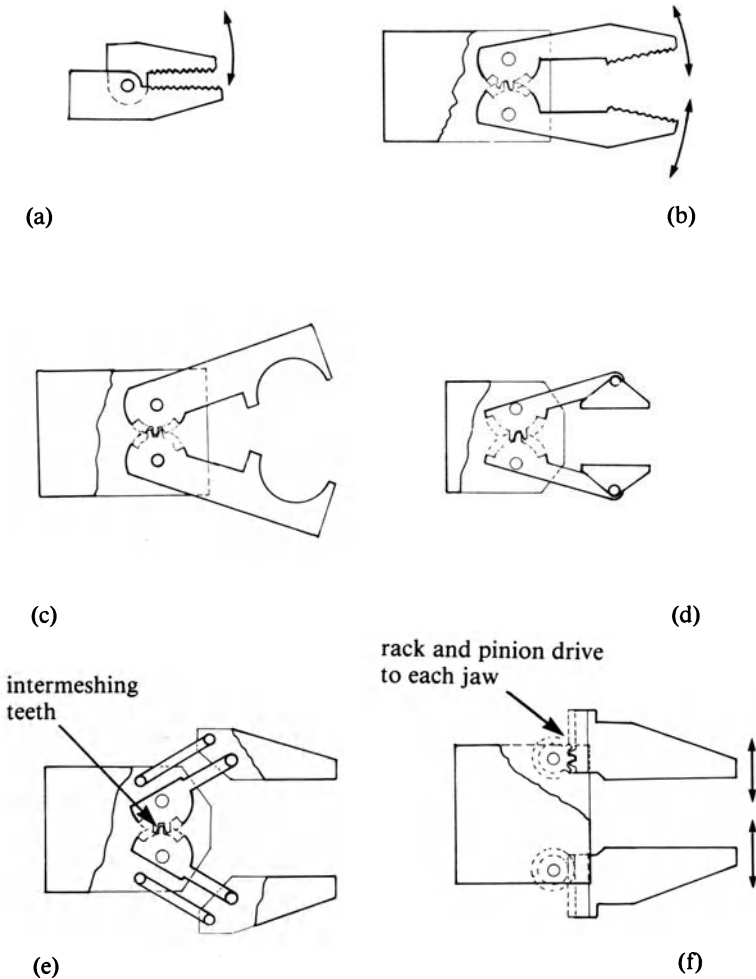 (a)
(b)
(c)
(d)
rack and pinion drive
to each jaw
intermeshing
teeth
(e)
(f)